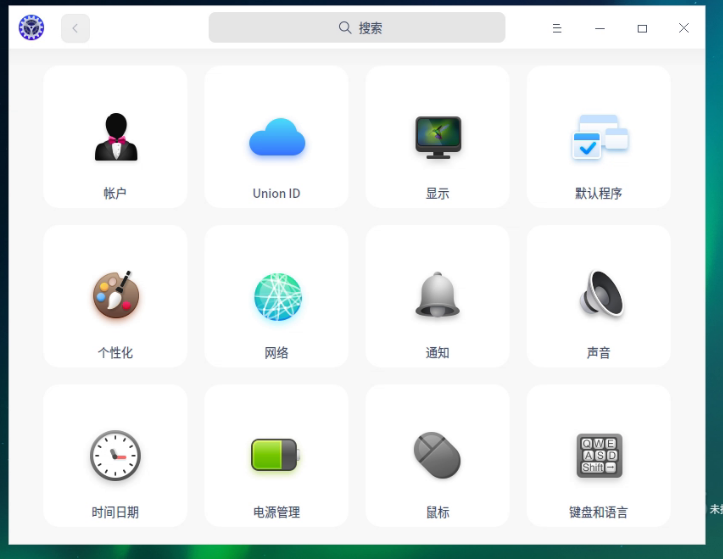 搜索
帐户
Union ID
显示
默认程序
个性化
网络
通知
声音
时间日期
电源管理
鼠标
键盘和语言
Q W E
A S D
Shift →
未